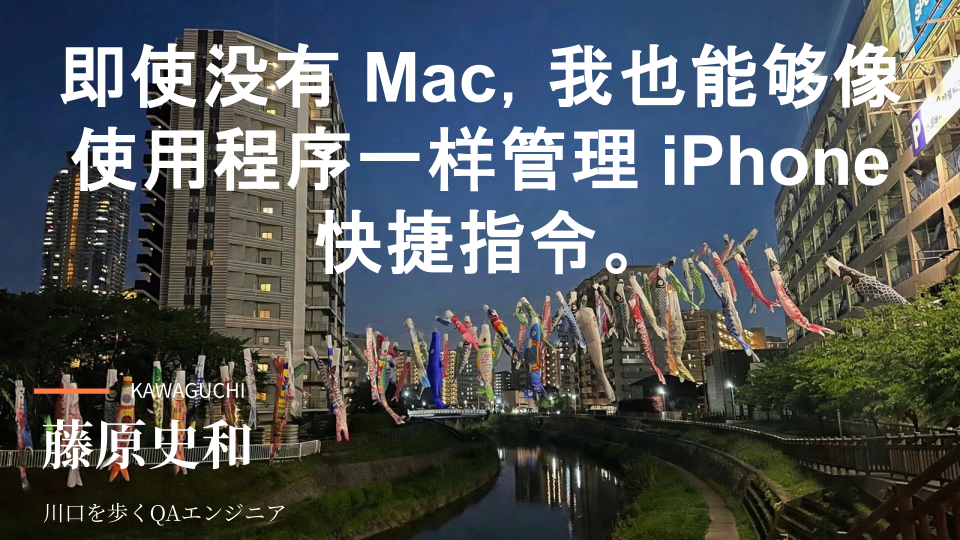 即使没有 Mac, 我也能够像
使用程序一样管理 iPhone
快捷指令。
KAWAGUCHI
藤原史和
川口を歩くQAエンジニア
P